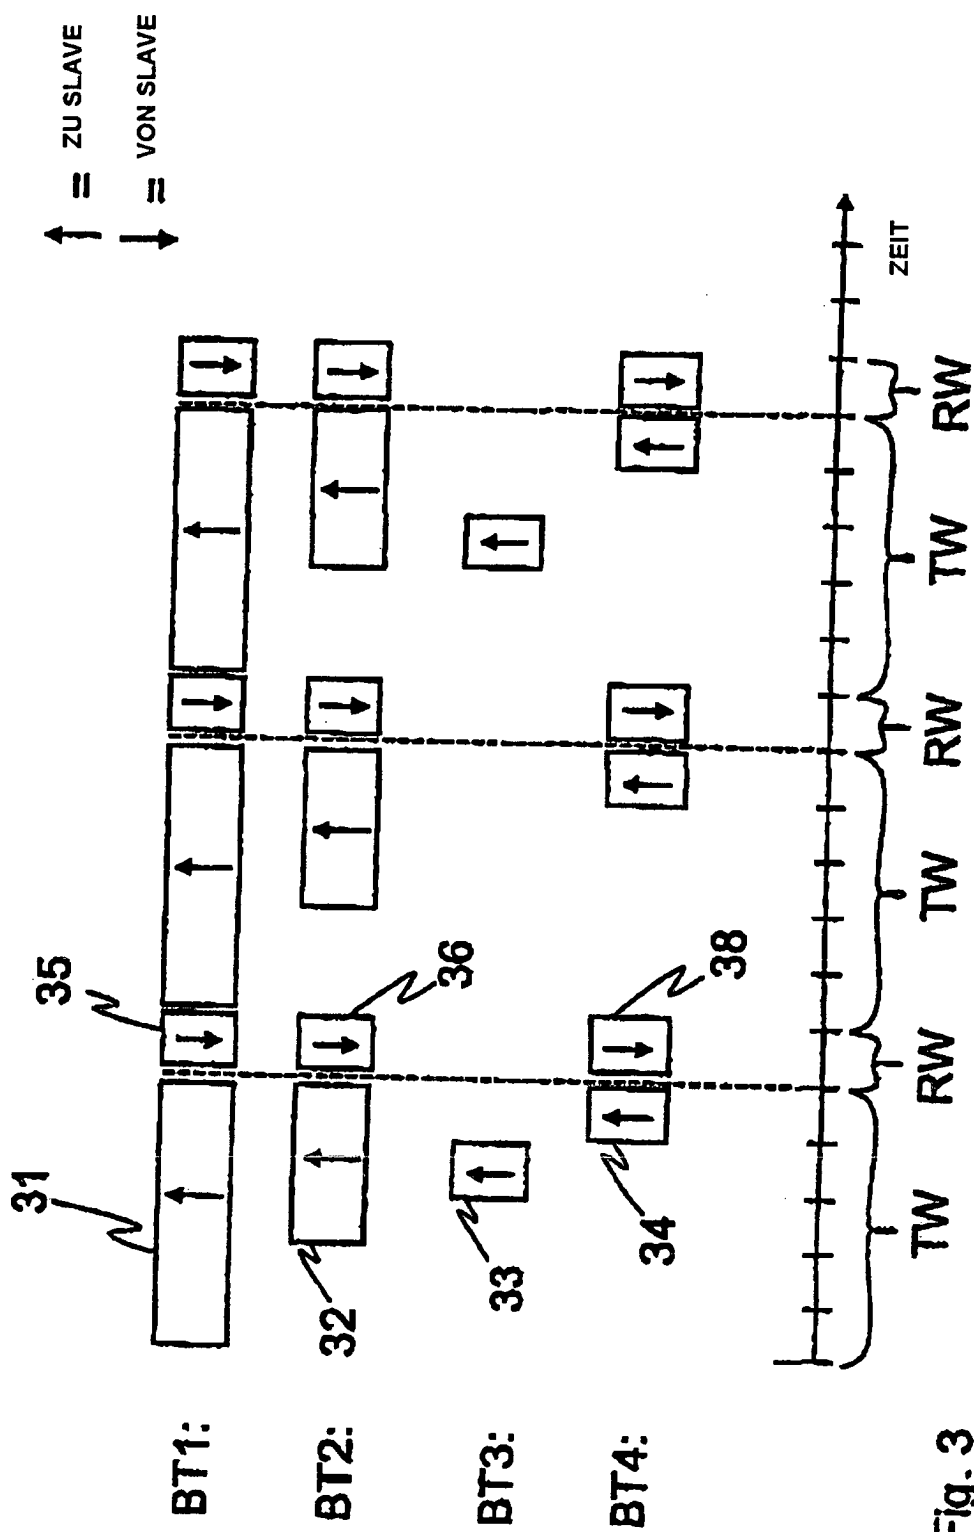 = ZU SLAVE
= VON SLAVE
31
35
BT1:
32
36
BT2:
33
BT3:
34
38
BT4:
ZEIT
TW
RW
TW
RW
TW
RW
Fig. 3